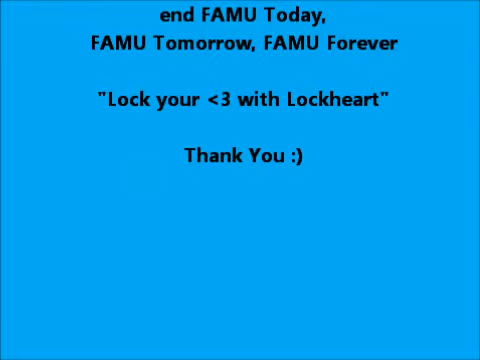 end FAMU Today,
FAMU Tomorrow, FAMU Forever
"Lock your <3 with Lockheart"
Thank You :)